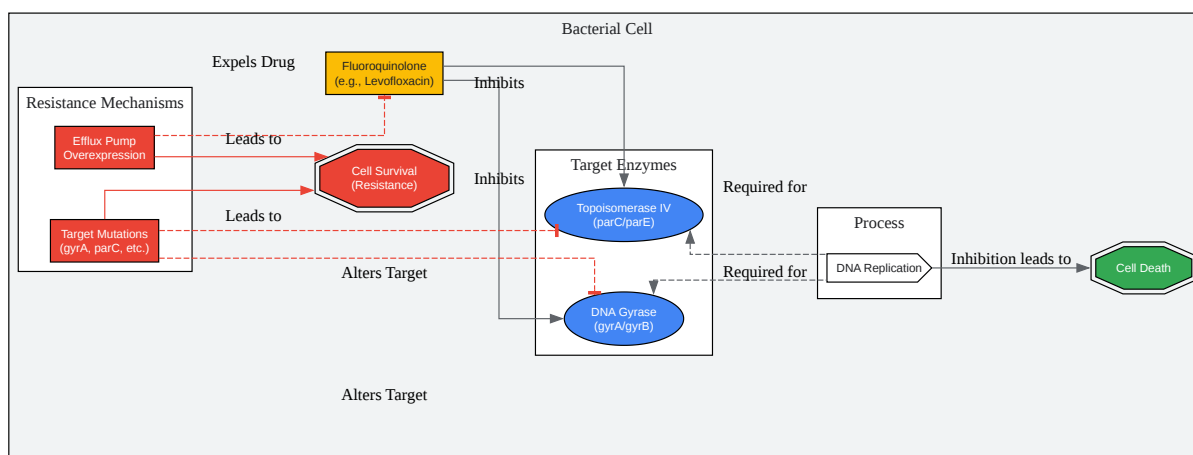 Bacterial Cell
Expels Drug
Fluoroquinolone
(e.g., Levofloxacin)
Inhibits
Resistance Mechanisms
Efflux Pump
Overexpression
Leads to
Cell Survival
(Resistance)
Inhibits
Target Enzymes
Topoisomerase IV
(parC/parE)
Required for
Leads to
Target Mutations
(gyrA, parC, etc.)
Alters Target
Process
DNA Replication
Required for
Inhibition leads to
Cell Death
DNA Gyrase
(gyrA/gyrB)
Alters Target